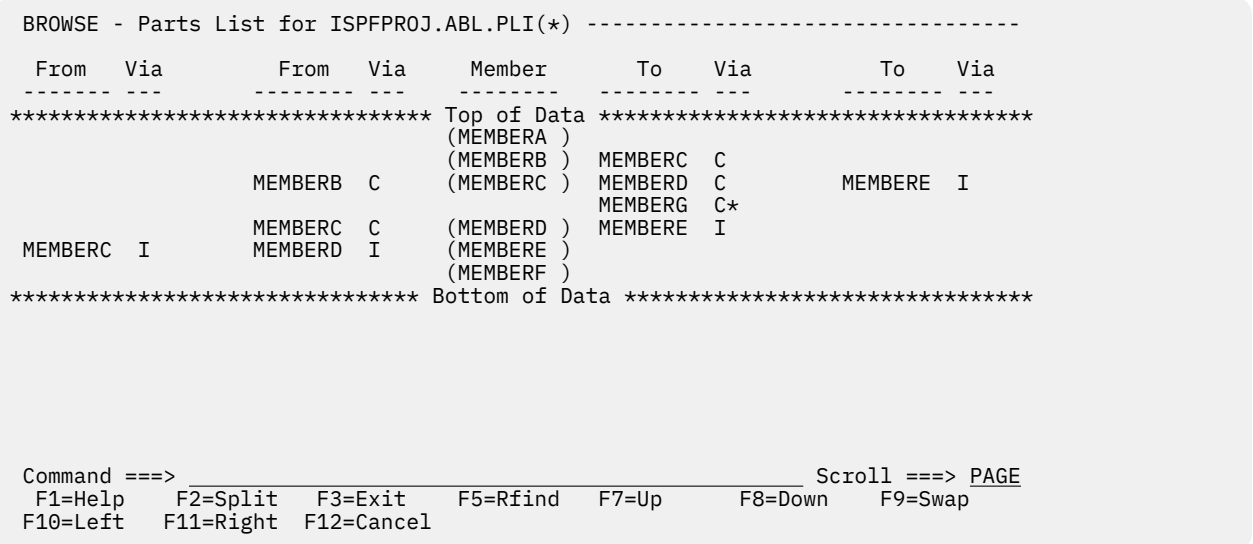 BROWSE - Parts List for ISPFPROJ.ABL.PLI(*) ----------------------------------
From Via From Via Member To Via To Via
------- --- -------- --- -------- -------- --- -------- ---
********************************* Top of Data **********************************
(MEMBERA )
(MEMBERB ) MEMBERC C
MEMBERB C (MEMBERC ) MEMBERD C MEMBERE I
MEMBERG C*
MEMBERC C (MEMBERD ) MEMBERE I
MEMBERC I MEMBERD I (MEMBERE )
(MEMBERF )
******************************** Bottom of Data ********************************
Command ===> ________________________________________________ Scroll ===> PAGE
F1=Help F2=Split F3=Exit F5=Rfind F7=Up F8=Down F9=Swap
F10=Left F11=Right F12=Cancel